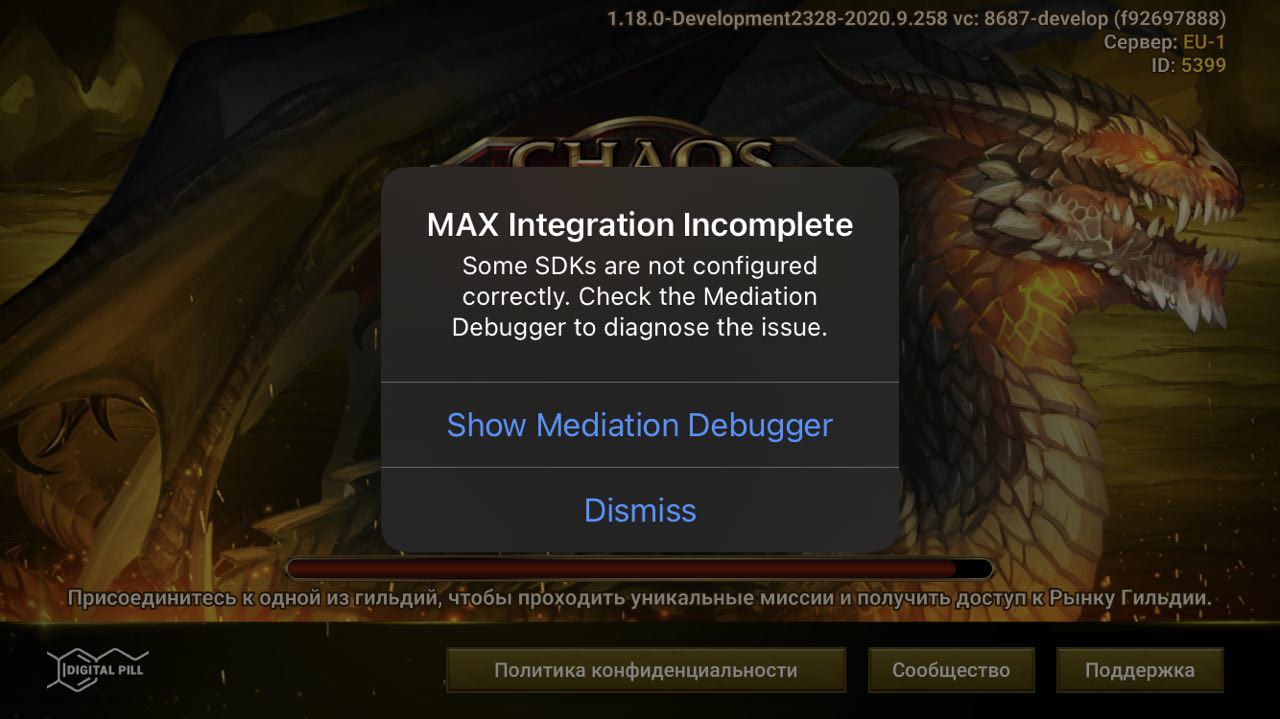 1.18.0-Development2328-2020.9.258 vc: 8687-develop (f92697888)
Сервер: EU-1
ID: 5399
CHAOS
MAX Integration Incomplete
Some SDKs are not configured
correctly. Check the Mediation
Debugger to diagnose the issue.
Show Mediation Debugger
Dismiss
Присоединитесь к одной из гильдий, чтобы проходить уникальные миссии и получить доступ к Рынку Гильдии.
DIGITAL PILL
Политика конфиденциальности
Сообщество
Поддержка